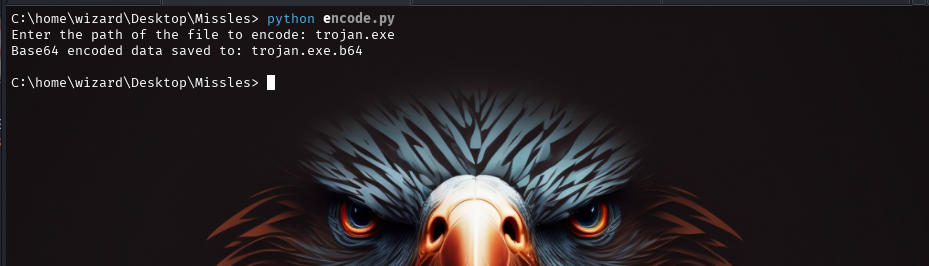 C:\home\wizard\Desktop\Missles> python encode.py
Enter the path of the file to encode: trojan.exe
Base64 encoded data saved to: trojan.exe.b64
C:\home\wizard\Desktop\Missles>